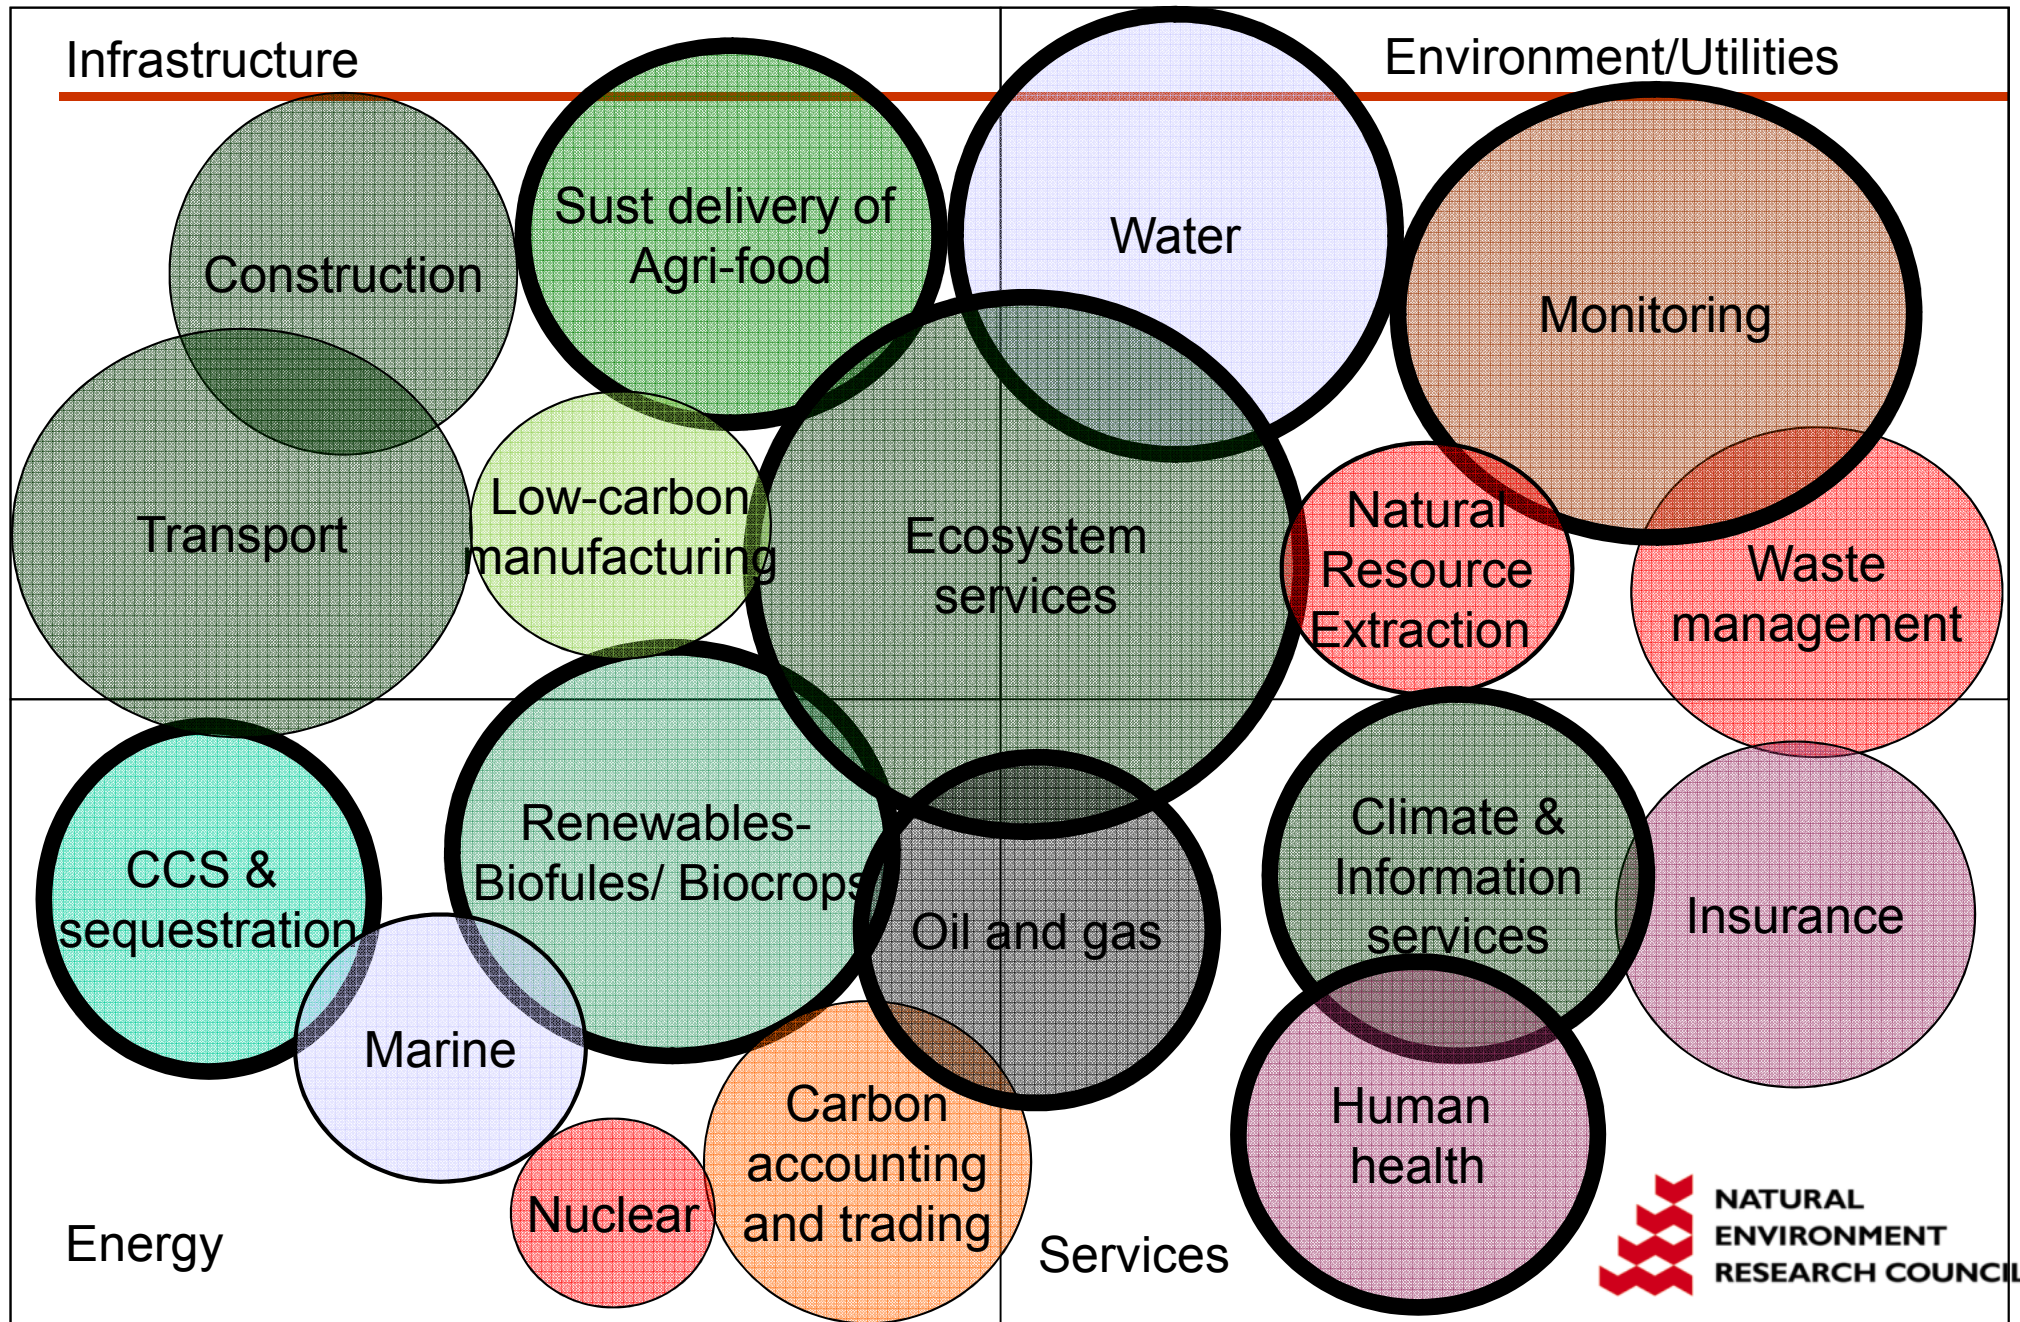 Infrastructure
Environment/Utilities
Sust delivery of
Agri-food
Water
Construction
Monitoring
Transport
Low-carbon
manufacturing
Ecosystem
services
Natural
Resource
Extraction
Waste
management
CCS &
sequestration
Renewables-
Biofules/ Biocrops
Oil and gas
Climate &
Information
services
Insurance
Marine
Carbon
accounting
and trading
Human
health
Nuclear
Energy
Services
NATURAL
ENVIRONMENT
RESEARCH COUNCIL